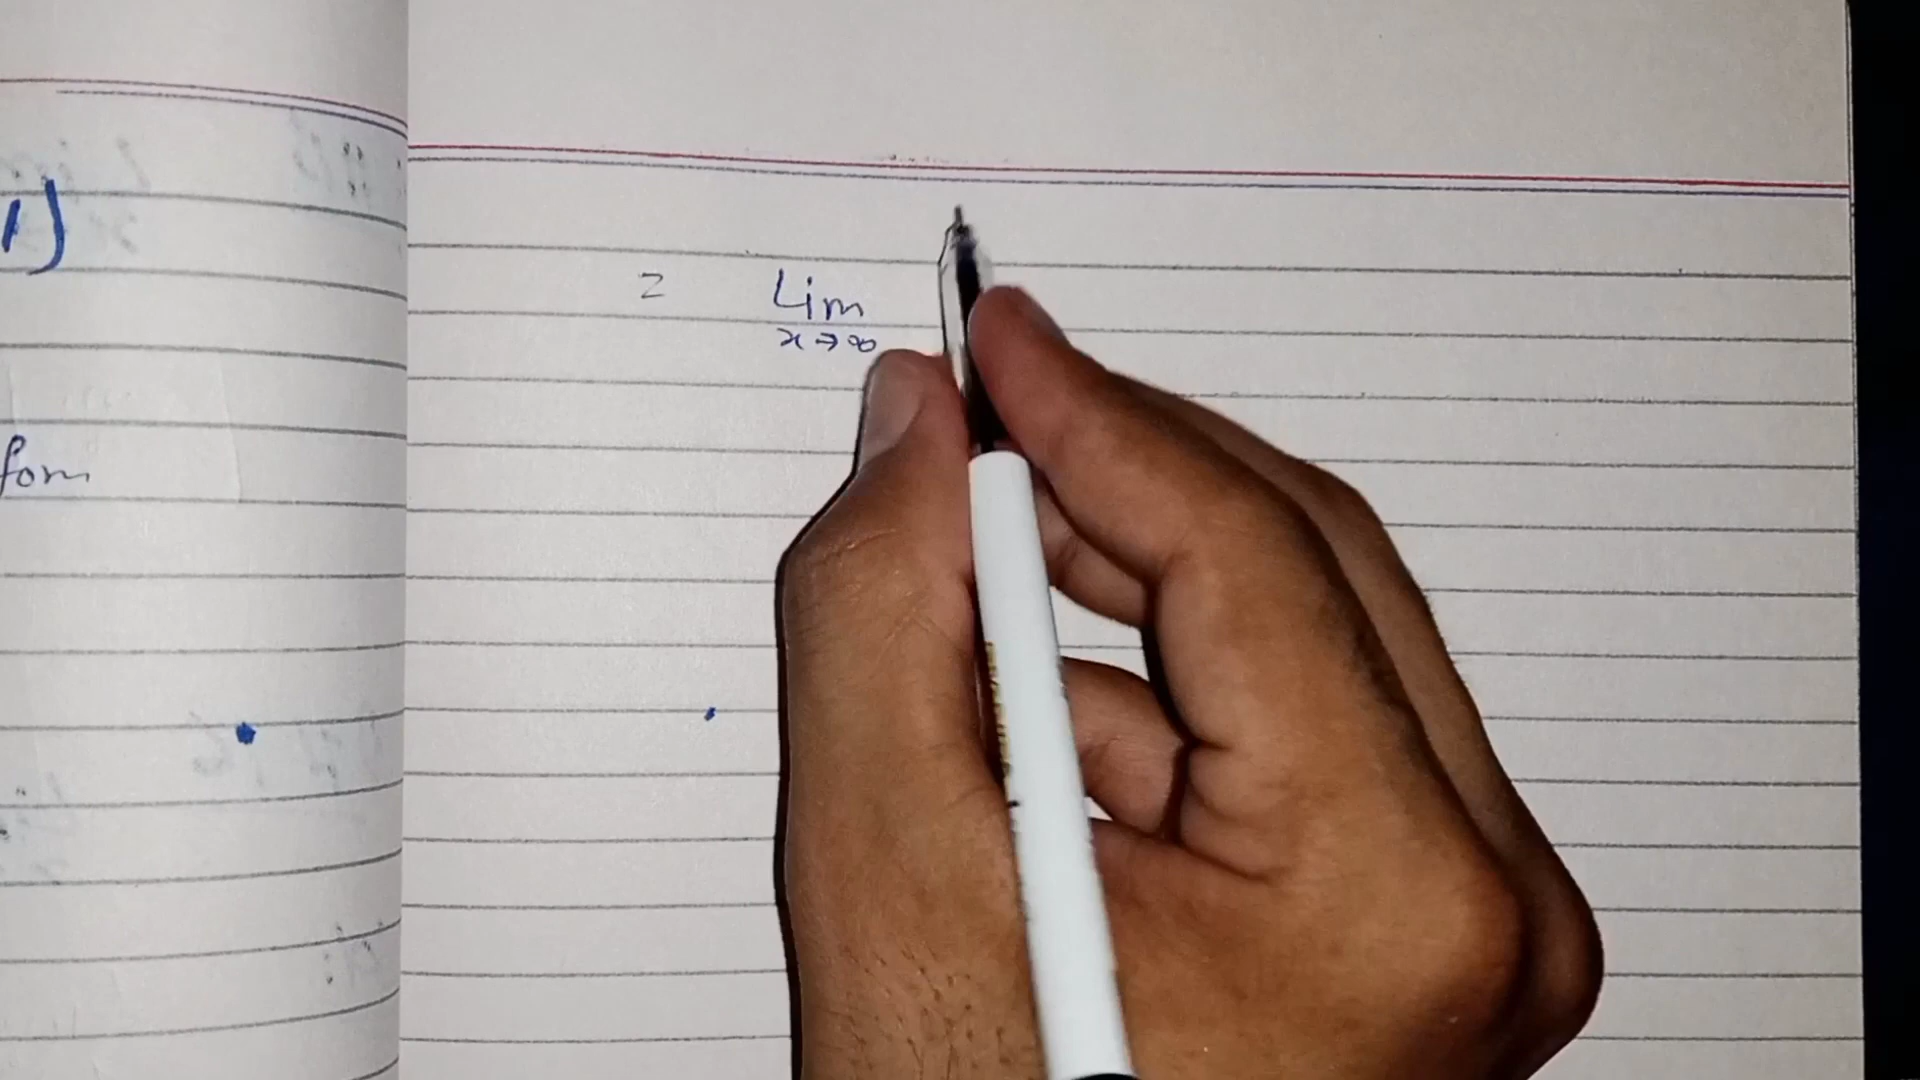 1)
form
= Lim
x→∞